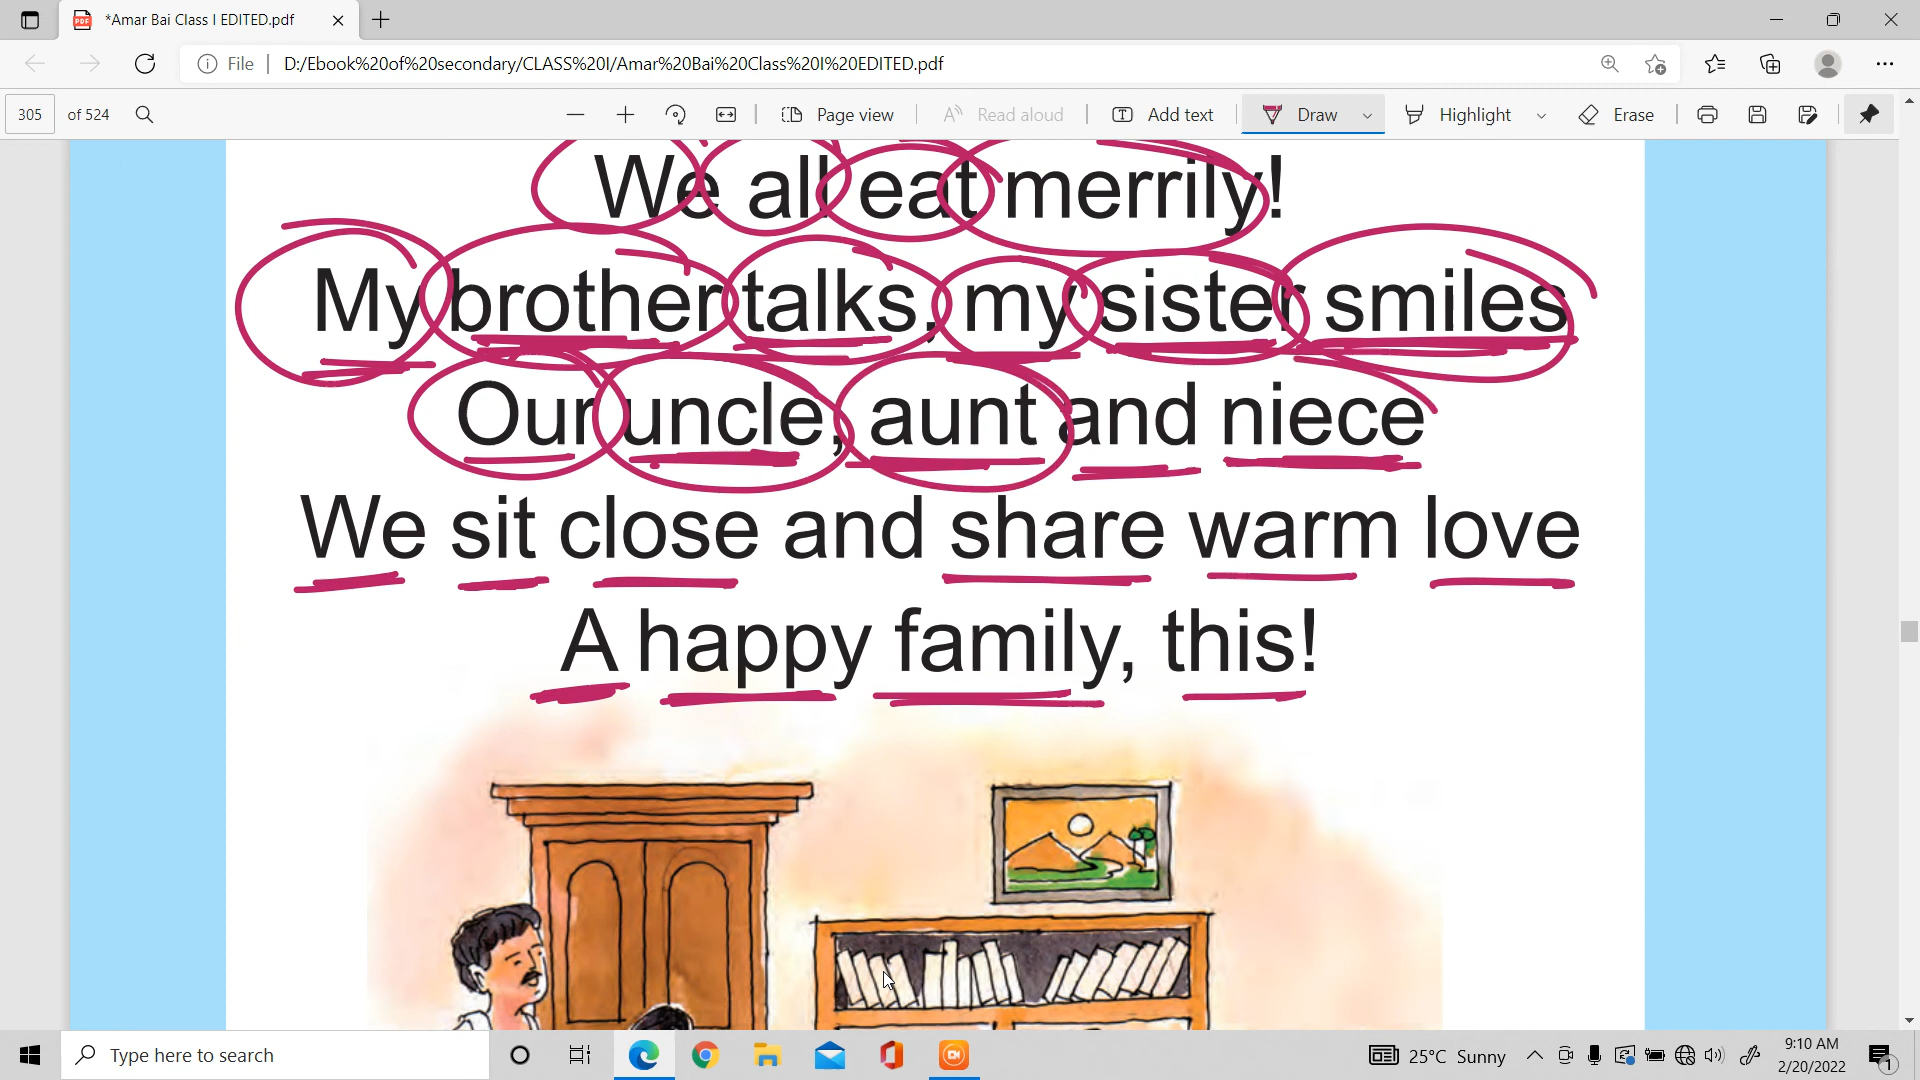 *Amar Bai Class I EDITED.pdf
File D:/Ebook%20of%20secondary/CLASS%20I/Amar%20Bai%20Class%20I%20EDITED.pdf
305 of 524 Page view Read aloud Add text Draw Highlight Erase
We all eat merrily!
My brother talks, my sister smiles
Our uncle, aunt and niece
We sit close and share warm love
A happy family, this!
Type here to search 25°C Sunny 9:10 AM
2/20/2022 1